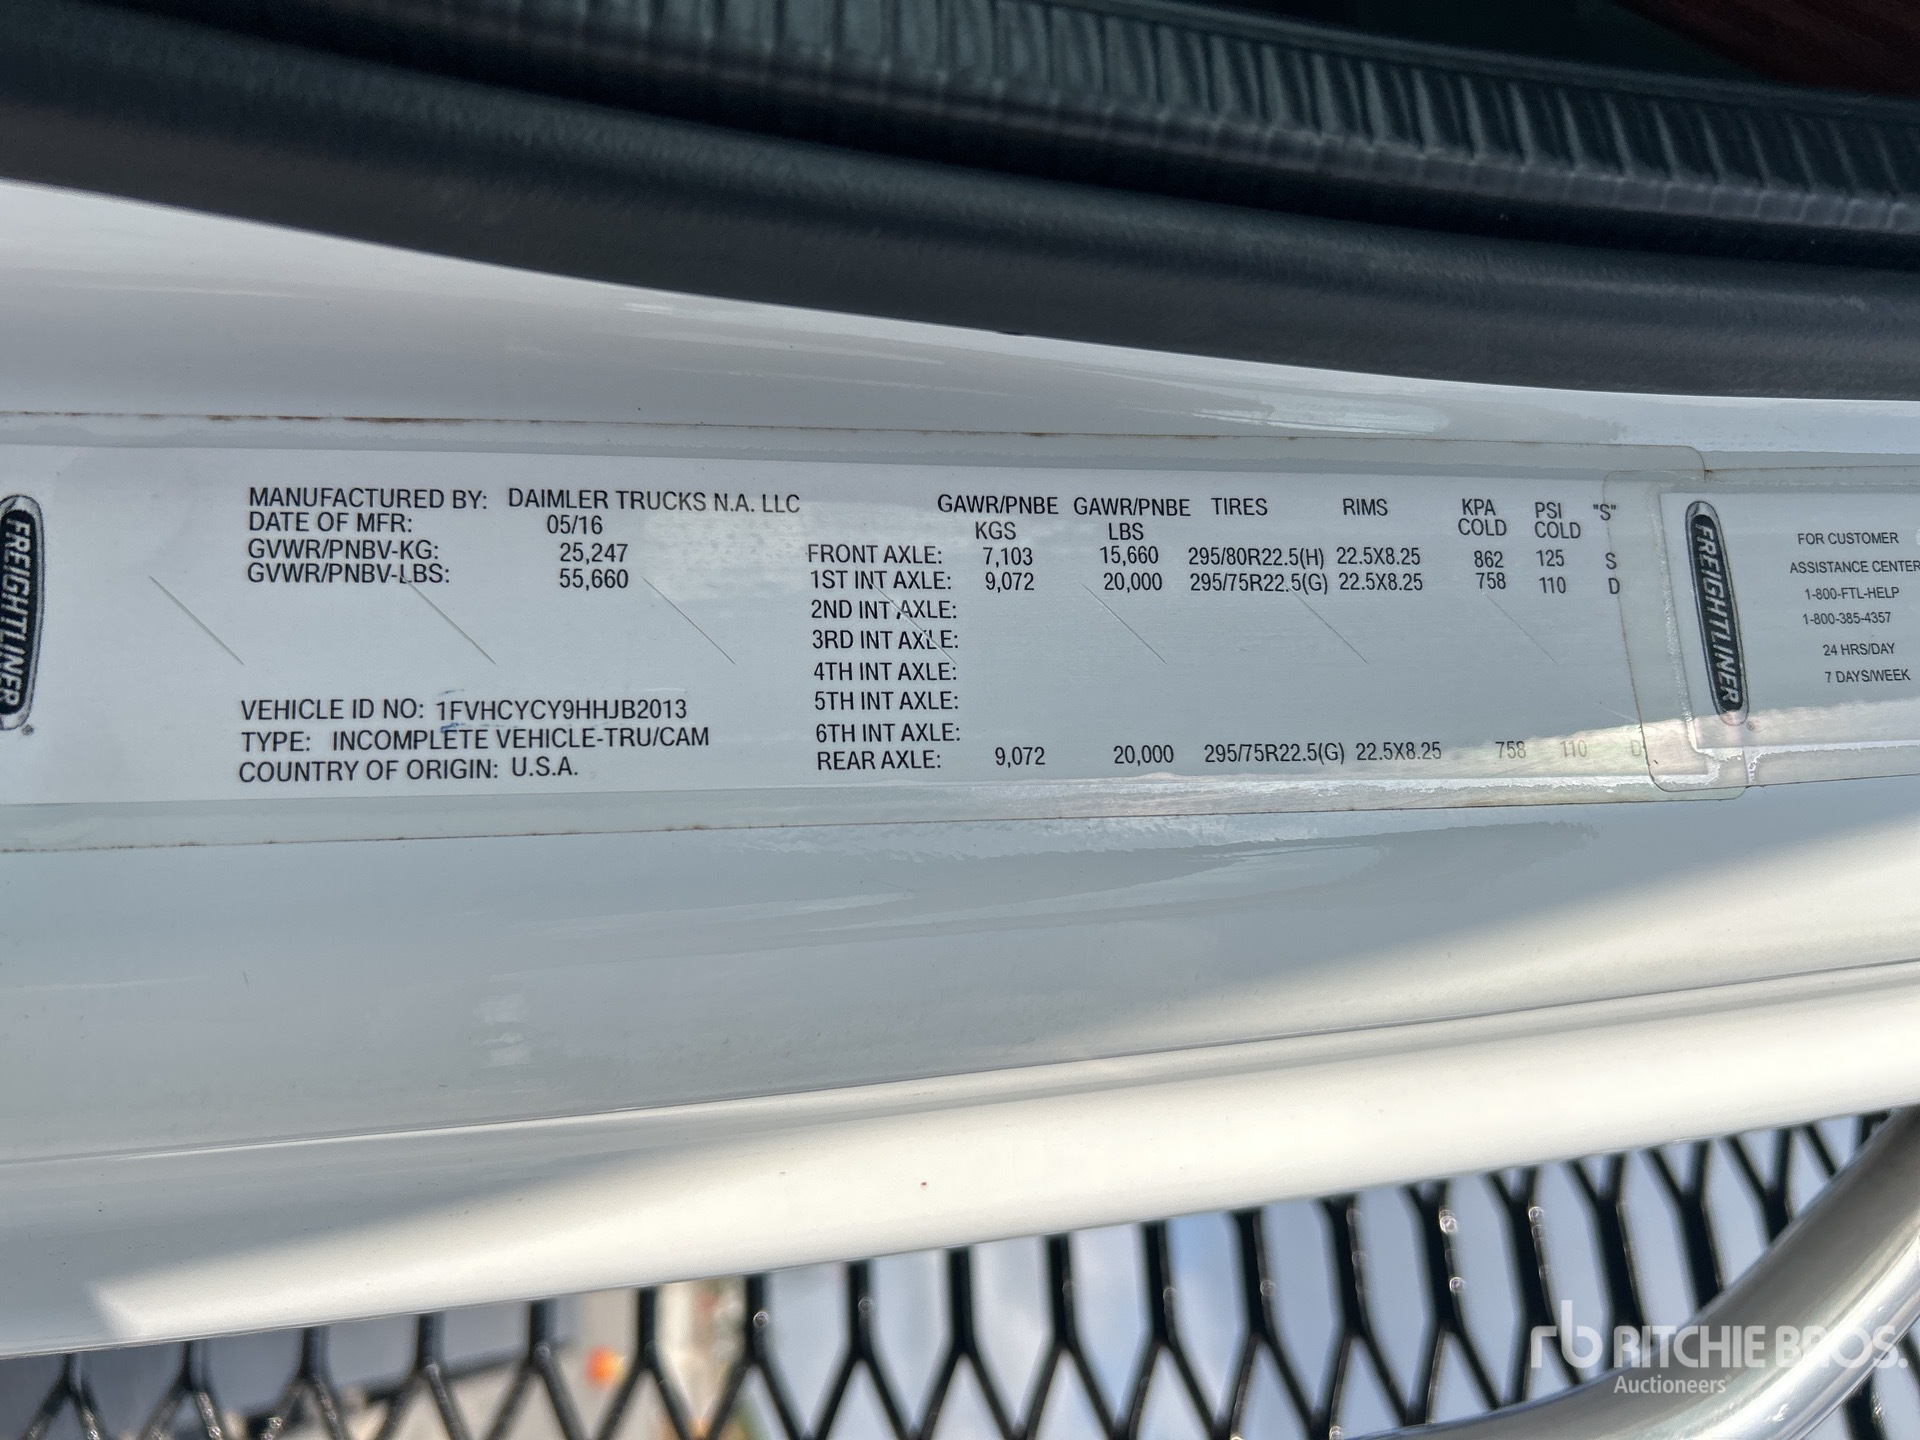 FREIGHTLINER
MANUFACTURED BY: DAIMLER TRUCKS N.A. LLC
DATE OF MFR: 05/16
GVWR/PNBV-KG: 25,247
GVWR/PNBV-LBS: 55,660
VEHICLE ID NO: 1FVHCYCY9HHJB2013
TYPE: INCOMPLETE VEHICLE-TRU/CAM
COUNTRY OF ORIGIN: U.S.A.
GAWR/PNBE GAWR/PNBE TIRES RIMS KPA PSI "S"
KGS LBS COLD COLD
FRONT AXLE: 7,103 15,660 295/80R22.5(H) 22.5X8.25 862 125 S
1ST INT AXLE: 9,072 20,000 295/75R22.5(G) 22.5X8.25 758 110 D
2ND INT AXLE:
3RD INT AXLE:
4TH INT AXLE:
5TH INT AXLE:
6TH INT AXLE:
REAR AXLE: 9,072 20,000 295/75R22.5(G) 22.5X8.25 758 110 D
FREIGHTLINER
FOR CUSTOMER
ASSISTANCE CENTER
1-800-FTL-HELP
1-800-385-4357
24 HRS/DAY
7 DAYS/WEEK
rb RITCHIE BROS.
Auctioneers